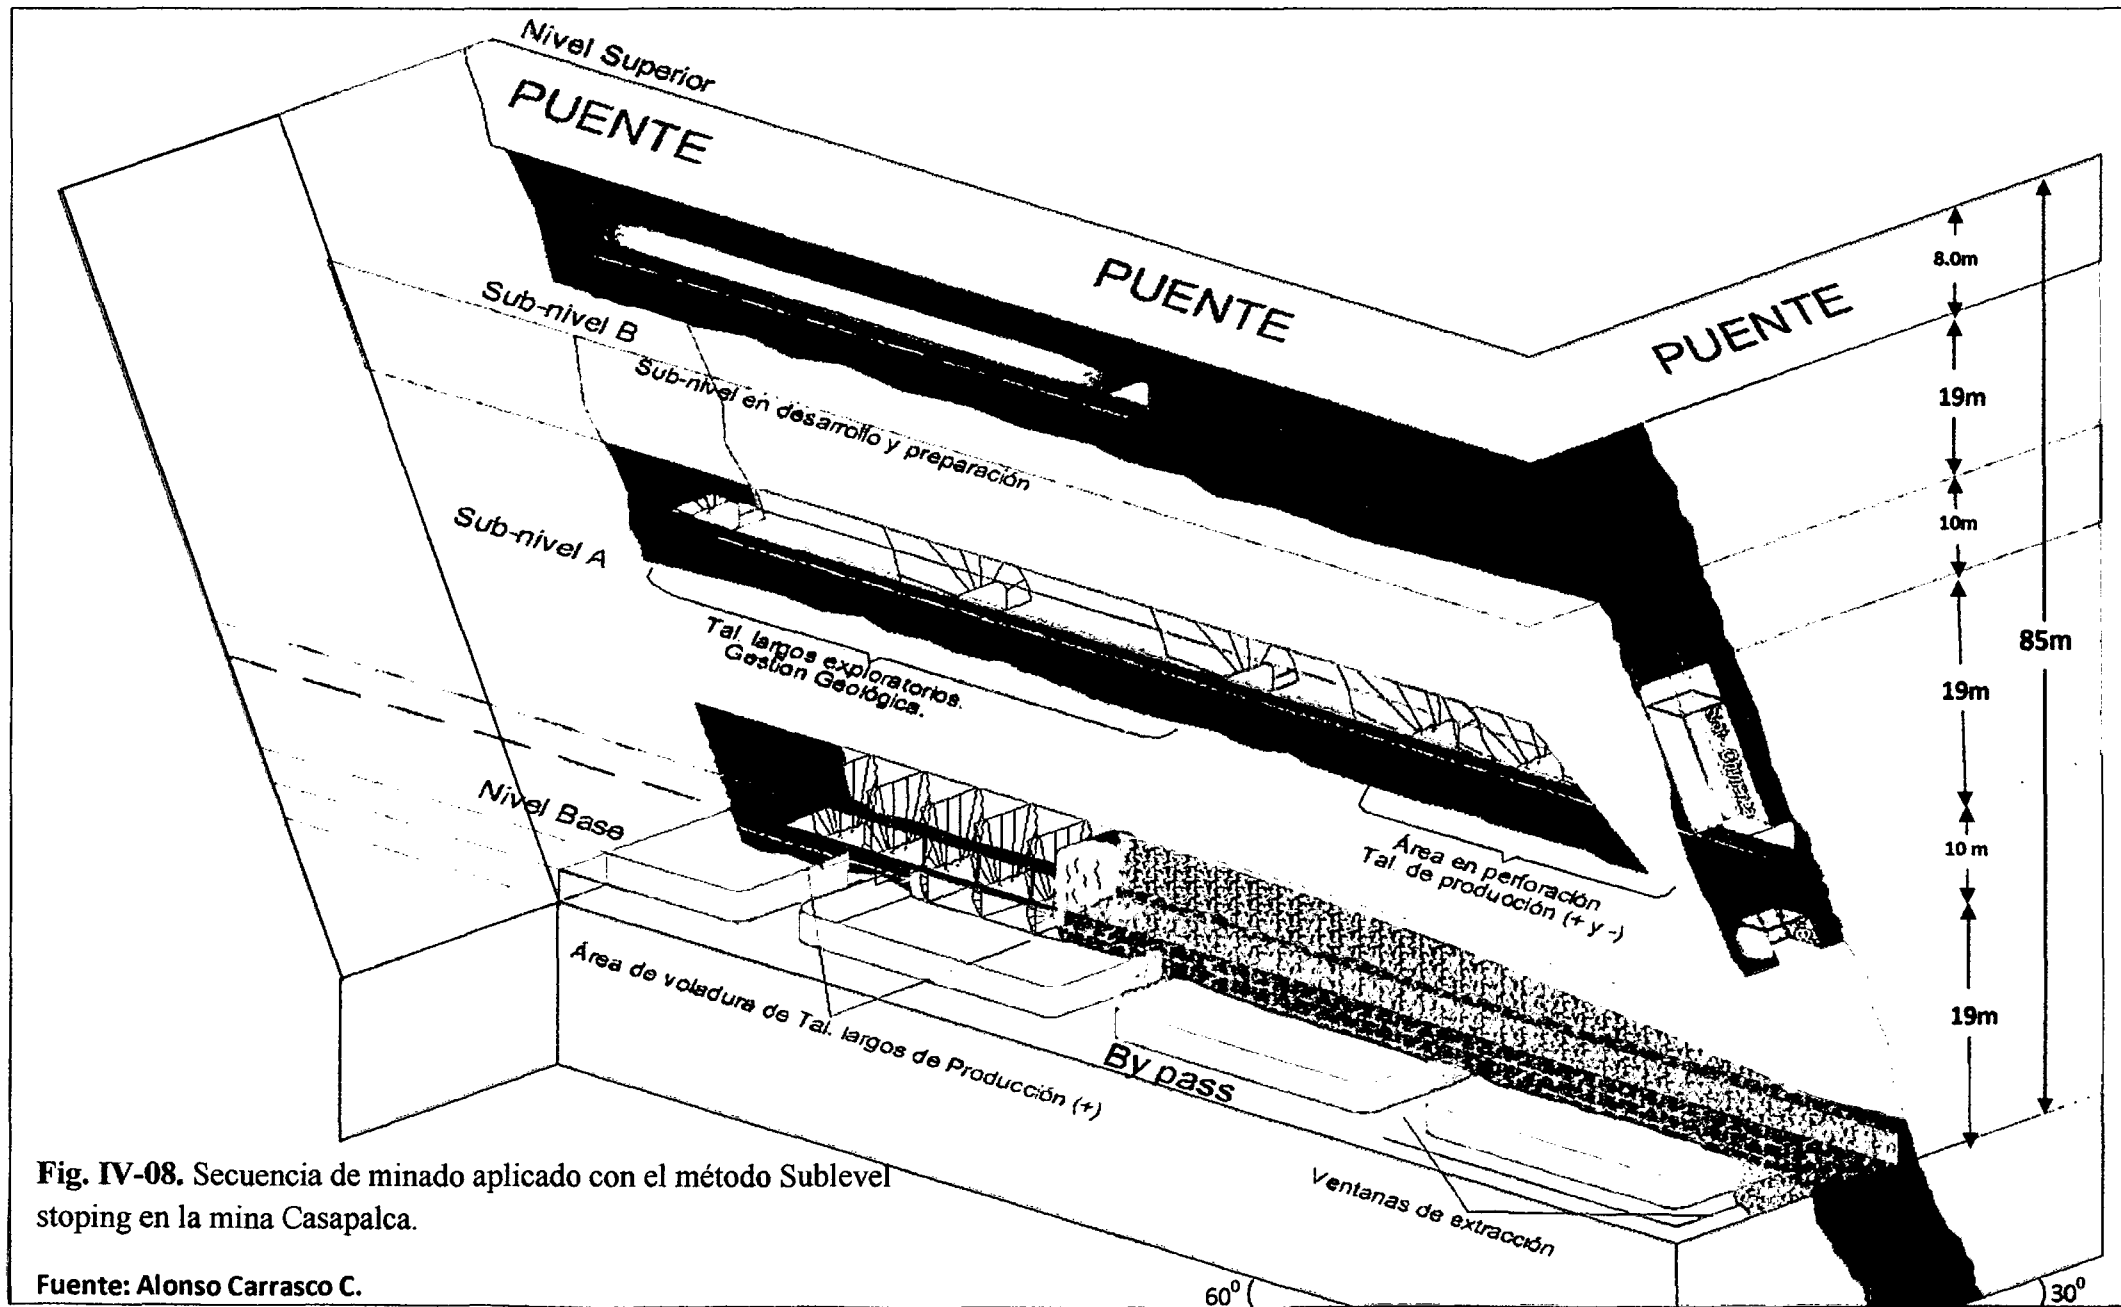 Nivel Superior
PUENTE
PUENTE
PUENTE
8.0m
19m
10m
19m
85m
10 m
19m
Sub-nivel B
Sub-nivel en desarrollo y preparación
Sub-nivel A
Tal. largos exploratorios.
Gestion Geológica.
Área en perforación
Tal. de producción (+ y -)
Nivel Base
Área de voladura de Tal. largos de Producción (+)
By pass
Ventanas de extracción
Fig. IV-08. Secuencia de minado aplicado con el método Sublevel
stoping en la mina Casapalca.
Fuente: Alonso Carrasco C.
60⁰
30⁰